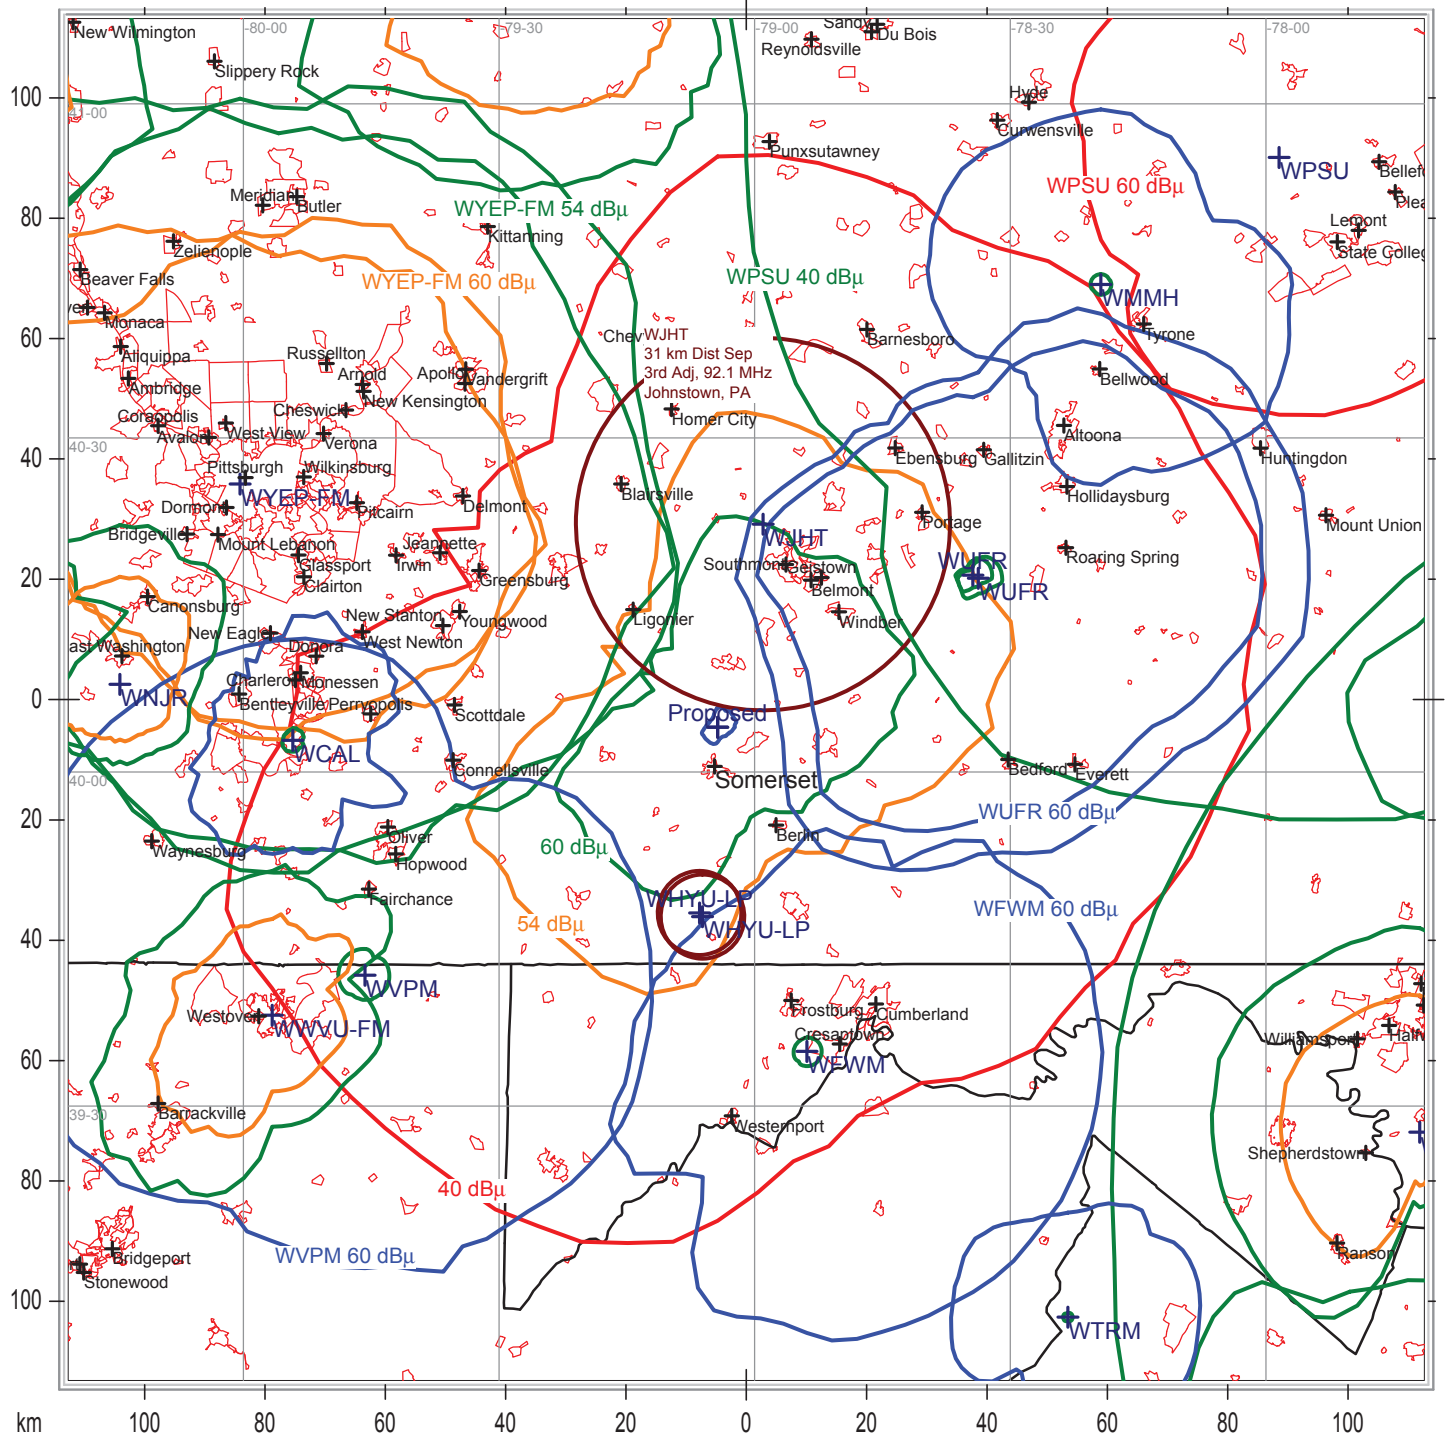 New Wilmington
-80-00
-79-30
-79-00
Sandy
Du Bois
Reynoldsville
-78-30
-78-00
Slippery Rock
100
41-00
Hyde
Curwensville
Punxsutawney
WPSU
Bellef
WPSU 60 dBµ
Plea
Meridian
Butler
80
WYEP-FM 54 dBµ
Lemont
Kittanning
Zelienople
State Colleg
Beaver Falls
WYEP-FM 60 dBµ
WPSU 40 dBµ
WMMH
Monaca
60
Chev
WJHT
31 km Dist Sep
3rd Adj, 92.1 MHz
Johnstown, PA
Barnesboro
Tyrone
Aliquippa
Russellton
Apollo
Vandergrift
Bellwood
Ambridge
Arnold
New Kensington
Coraopolis
Cheswick
Homer City
Avalon
West View
Verona
Altoona
40-30
40
Ebensburg
Gallitzin
Huntingdon
Pittsburgh
Wilkinsburg
WYEP-FM
Blairsville
Hollidaysburg
Dormont
Pitcairn
Delmont
Portage
Mount Union
Bridgeville
Mount Lebanon
Jeannette
WJHT
Roaring Spring
Glassport
Irwin
Greensburg
Southmont
Geistown
WUFR
20
Clairton
Belmont
WUFR
Canonsburg
New Stanton
Youngwood
Ligonier
Windber
New Eagle
West Newton
ast Washington
Donora
Charleroi
Monessen
WNJR
0
Bentleyville
Perryopolis
Scottdale
Proposed
WCAL
Connellsville
Somerset
Bedford
Everett
40-00
20
Oliver
Berlin
WUFR 60 dBµ
Waynesburg
Hopwood
60 dBµ
Fairchance
WHYU-LP
WHYU-LP
54 dBµ
WFWM 60 dBµ
40
WVPM
Frostburg
Cumberland
Westover
WWVU-FM
Cresaptown
Williamsport
Half
60
WFWM
39-30
Barrackville
Westernport
Shepherdstown
80
40 dBµ
WVPM 60 dBµ
Bridgeport
Ranson
Stonewood
100
WTRM
km
100
80
60
40
20
0
20
40
60
80
100